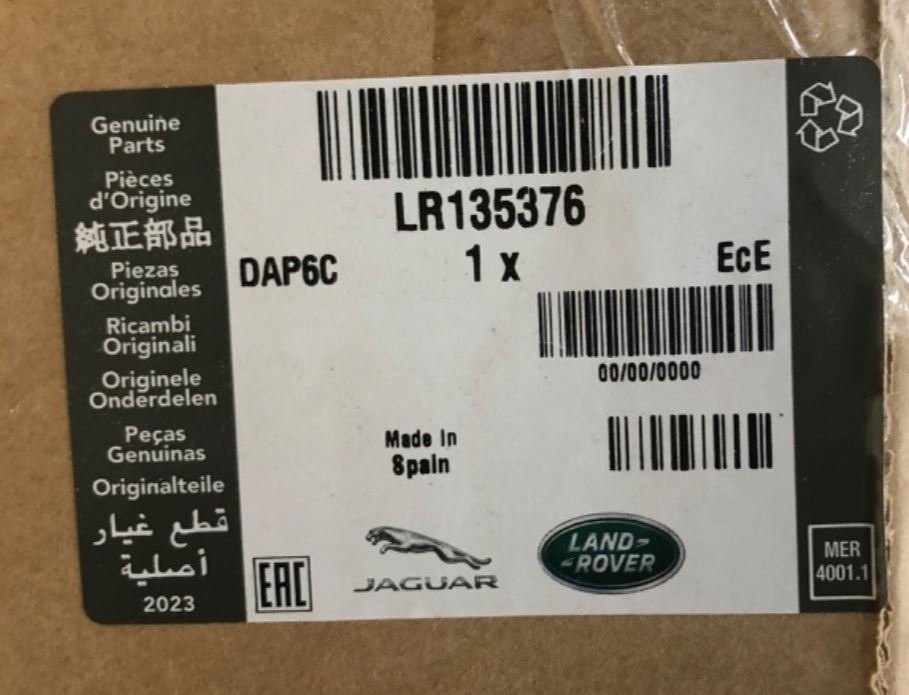 Genuine
Parts
Pièces
d'Origine
純正部品
Piezas
Originales
Ricambi
Originali
Originele
Onderdelen
Peças
Genuinas
Originalteile
قطع غيار
أصلية
2023
LR135376
DAP6C 1 x EcE
00/00/0000
Made in
Spain
EAC
JAGUAR
LAND
ROVER
MER
4001.1